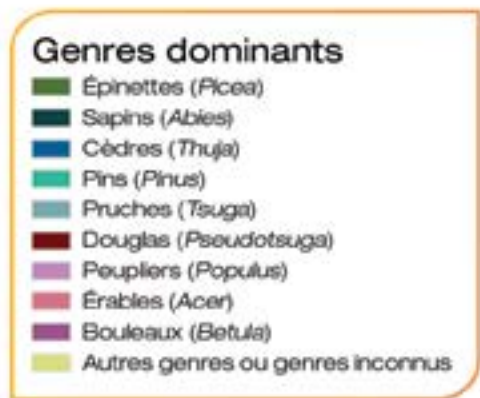 Genres dominants
Épinettes (Picea)
Sapins (Abies)
Cèdres (Thuja)
Pins (Pinus)
Pruches (Tsuga)
Douglas (Pseudotsuga)
Peupliers (Populus)
Érables (Acer)
Bouleaux (Betula)
Autres genres ou genres inconnus